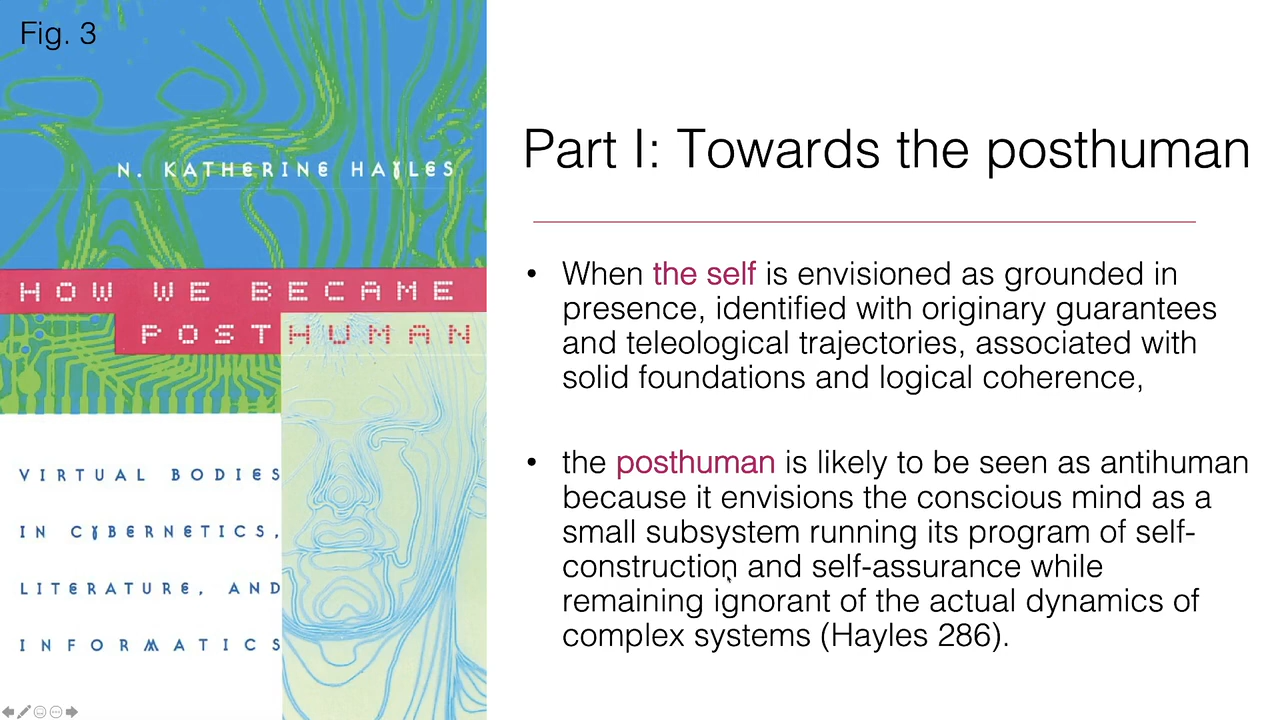 Fig. 3
N. KATHERINE HAYLES
HOW WE BECAME
POSTHUMAN
VIRTUAL BODIES
IN CYBERNETICS,
LITERATURE, AND
INFORMATICS
Part I: Towards the posthuman
• When the self is envisioned as grounded in
presence, identified with originary guarantees
and teleological trajectories, associated with
solid foundations and logical coherence,
• the posthuman is likely to be seen as antihuman
because it envisions the conscious mind as a
small subsystem running its program of self-
construction and self-assurance while
remaining ignorant of the actual dynamics of
complex systems (Hayles 286).